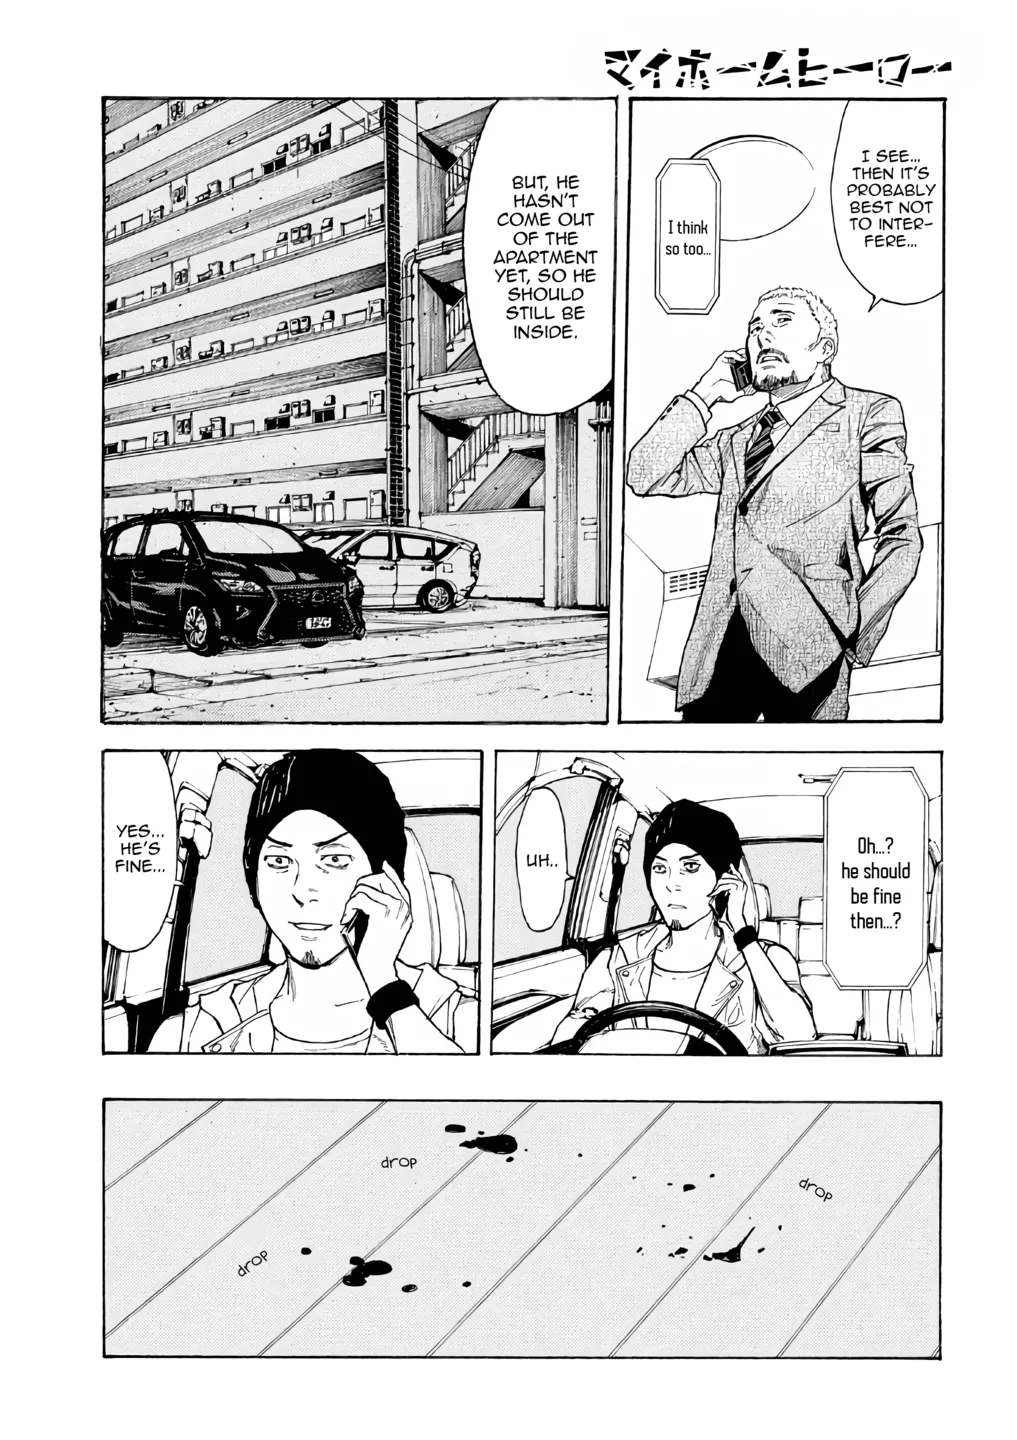 マイホームヒーロー
I SEE...
THEN IT'S
PROBABLY
BEST NOT
TO INTER-
FERE...
I think
so too...
BUT, HE
HASN'T
COME OUT
OF THE
APARTMENT
YET, SO HE
SHOULD
STILL BE
INSIDE.
Oh...?
he should
be fine
then...?
UH..
YES...
HE'S
FINE...
drop
drop
drop